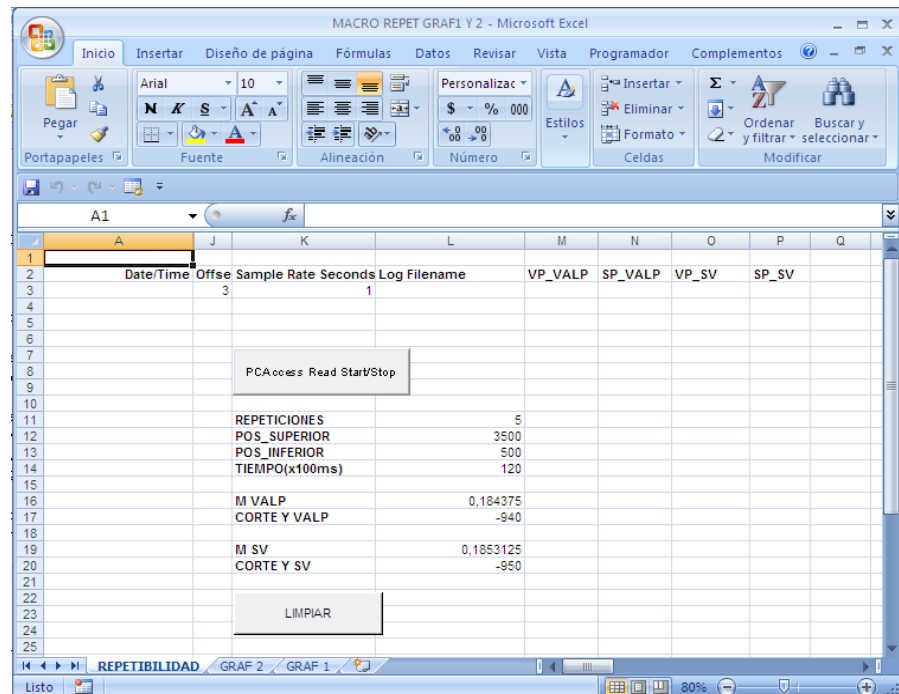 MACRO REPET GRAF1 Y 2 - Microsoft Excel
Inicio Insertar Diseño de página Fórmulas Datos Revisar Vista Programador Complementos
Pegar
Arial 10
N K S A A
A
Personalizac
$ % 000
Estilos
Insertar
Eliminar
Formato
Σ
Ordenar y filtrar
Buscar y seleccionar
Portapapeles Fuente Alineación Número Celdas Modificar
A1 fx
A J K L M N O P Q
1
2 Date/Time Offse Sample Rate Seconds Log Filename VP_VALP SP_VALP VP_SV SP_SV
3 3 1
4
5
6
7
8 PCAccess Read Start/Stop
9
10
11 REPETICIONES 5
12 POS_SUPERIOR 3500
13 POS_INFERIOR 500
14 TIEMPO(x100ms) 120
15
16 M VALP 0,184375
17 CORTE Y VALP -940
18
19 M SV 0,1853125
20 CORTE Y SV -950
21
22
23 LIMPIAR
24
25
REPETIBILIDAD GRAF 2 GRAF 1
Listo 80%